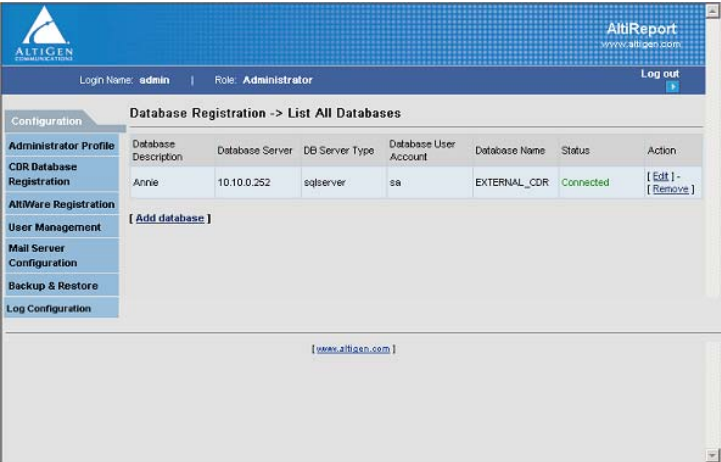 AltiReport
www.altigen.com
ALTIGEN
COMMUNICATIONS
Login Name: admin | Role: Administrator
Log out
Configuration
Administrator Profile
CDR Database
Registration
AltiWare Registration
User Management
Mail Server
Configuration
Backup & Restore
Log Configuration
Database Registration -> List All Databases
Database Description Database Server DB Server Type Database User Account Database Name Status Action
Annie 10.10.0.252 sqlserver sa EXTERNAL_CDR Connected [ Edit ] - [ Remove ]
[ Add database ]
[ www.altigen.com ]